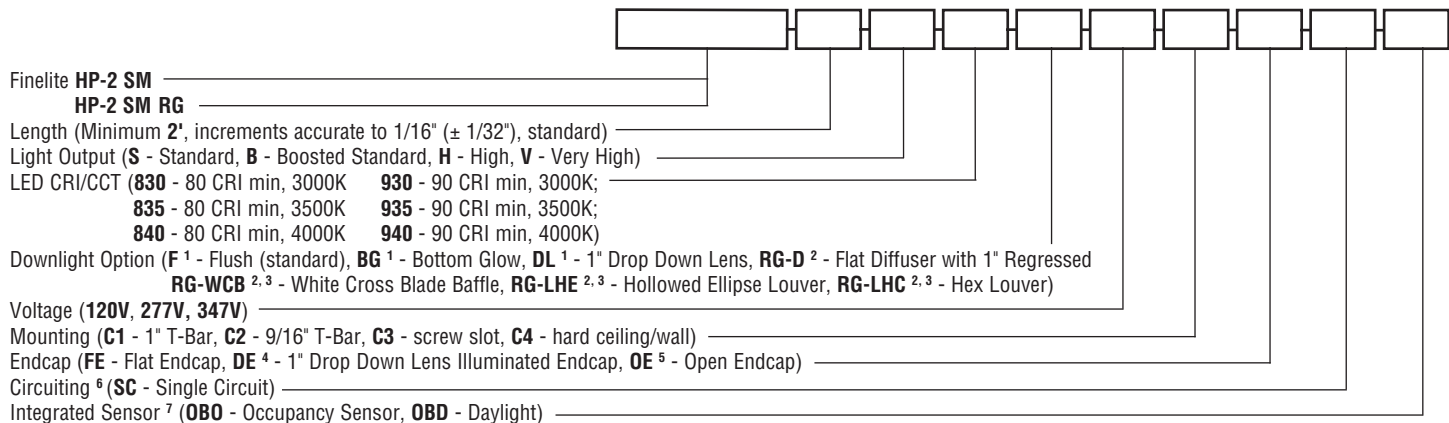 Finelite HP-2 SM
HP-2 SM RG
Length (Minimum 2', increments accurate to 1/16" (± 1/32"), standard)
Light Output (S - Standard, B - Boosted Standard, H - High, V - Very High)
LED CRI/CCT (830 - 80 CRI min, 3000K 930 - 90 CRI min, 3000K;
835 - 80 CRI min, 3500K 935 - 90 CRI min, 3500K;
840 - 80 CRI min, 4000K 940 - 90 CRI min, 4000K)
Downlight Option (F 1 - Flush (standard), BG 1 - Bottom Glow, DL 1 - 1" Drop Down Lens, RG-D 2 - Flat Diffuser with 1" Regressed
RG-WCB 2, 3 - White Cross Blade Baffle, RG-LHE 2, 3 - Hollowed Ellipse Louver, RG-LHC 2, 3 - Hex Louver)
Voltage (120V, 277V, 347V)
Mounting (C1 - 1" T-Bar, C2 - 9/16" T-Bar, C3 - screw slot, C4 - hard ceiling/wall)
Endcap (FE - Flat Endcap, DE 4 - 1" Drop Down Lens Illuminated Endcap, OE 5 - Open Endcap)
Circuiting 6 (SC - Single Circuit)
Integrated Sensor 7 (OBO - Occupancy Sensor, OBD - Daylight)